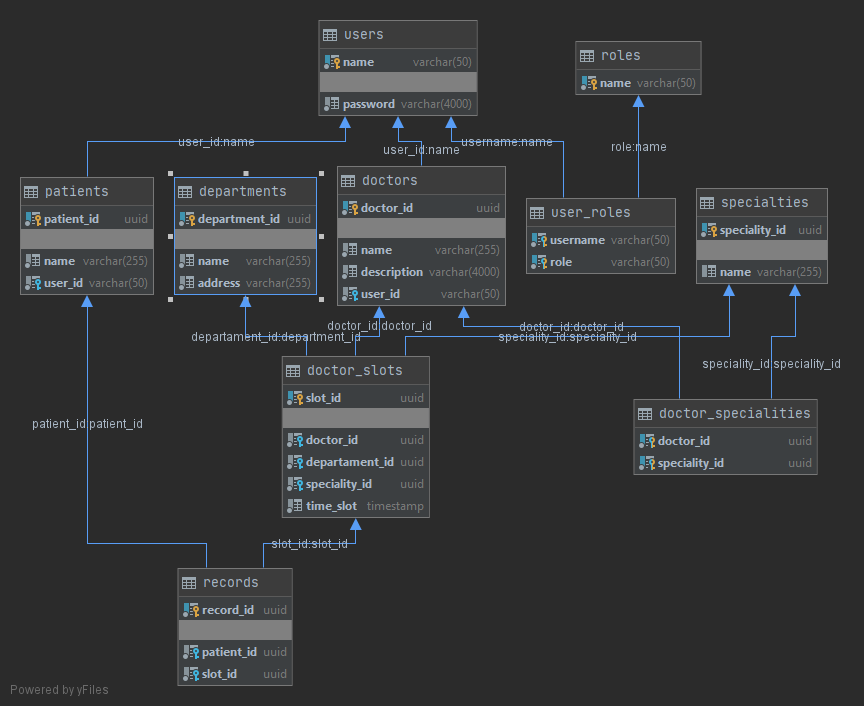 users
name varchar(50)
password varchar(4000)
roles
name varchar(50)
user_id:name
user_id:name
username:name
role:name
patients
patient_id uuid
name varchar(255)
user_id varchar(50)
departments
department_id uuid
name varchar(255)
address varchar(255)
doctors
doctor_id uuid
name varchar(255)
description varchar(4000)
user_id varchar(50)
user_roles
username varchar(50)
role varchar(50)
specialties
speciality_id uuid
name varchar(255)
departament_id:department_id
doctor_id:doctor_id
doctor_id:doctor_id
speciality_id:speciality_id
speciality_id:speciality_id
doctor_slots
slot_id uuid
doctor_id uuid
departament_id uuid
speciality_id uuid
time_slot timestamp
doctor_specialities
doctor_id uuid
speciality_id uuid
patient_id:patient_id
slot_id:slot_id
records
record_id uuid
patient_id uuid
slot_id uuid
Powered by yFiles